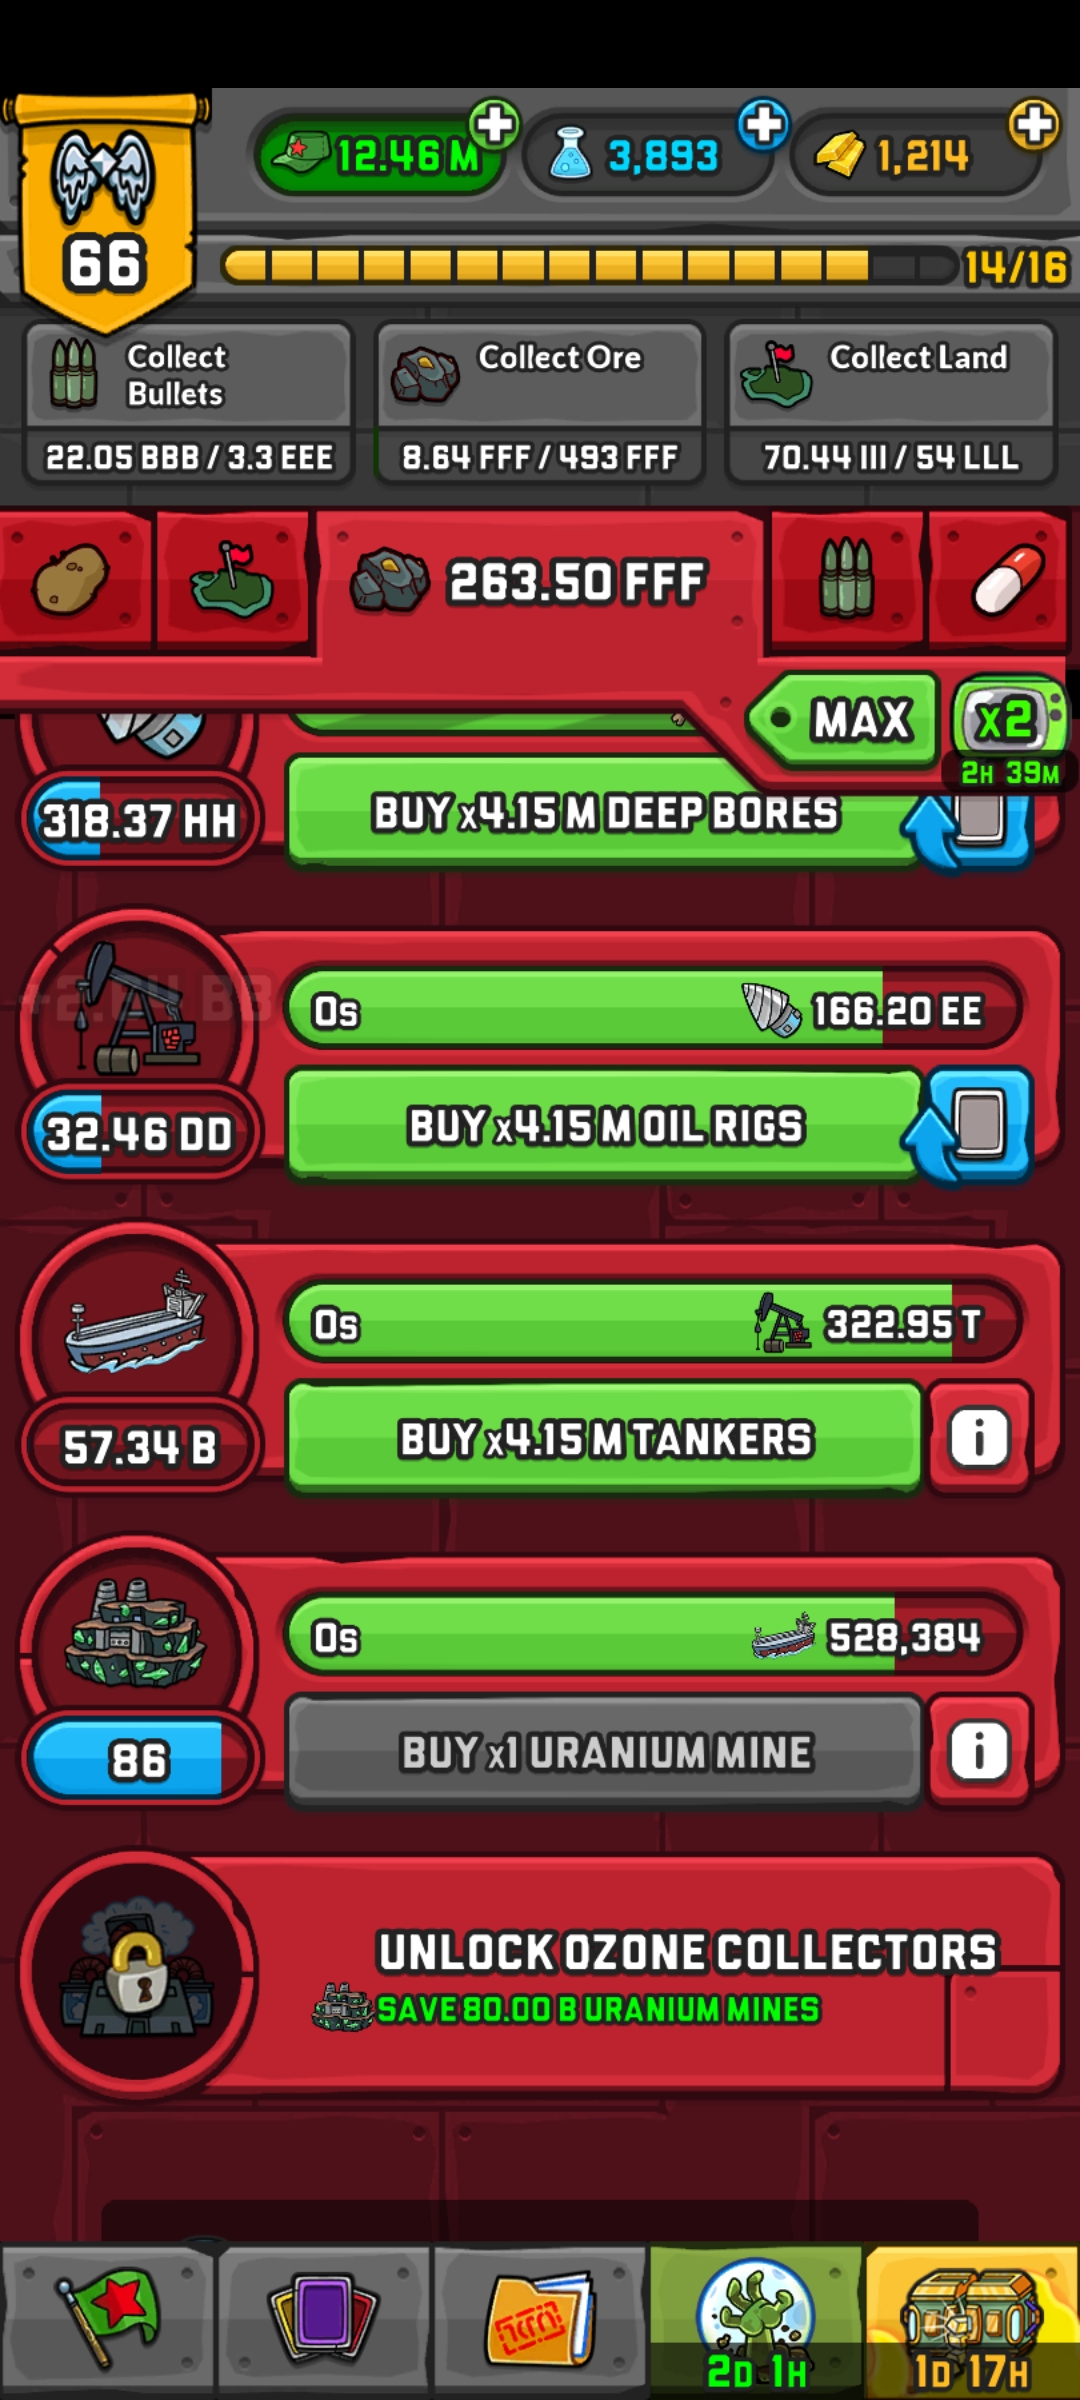 12.46 M
3,893
1,214
66
14/16
Collect
Bullets
22.05 BBB / 3.3 EEE
Collect Ore
8.64 FFF / 493 FFF
Collect Land
70.44 III / 54 LLL
263.50 FFF
MAX
x2
2H 39M
318.37 HH
BUY x4.15 M DEEP BORES
0s
166.20 EE
32.46 DD
BUY x4.15 M OIL RIGS
0s
322.95 T
57.34 B
BUY x4.15 M TANKERS
i
0s
528,384
86
BUY x1 URANIUM MINE
i
UNLOCK OZONE COLLECTORS
SAVE 80.00 B URANIUM MINES
2D 1H
1D 17H